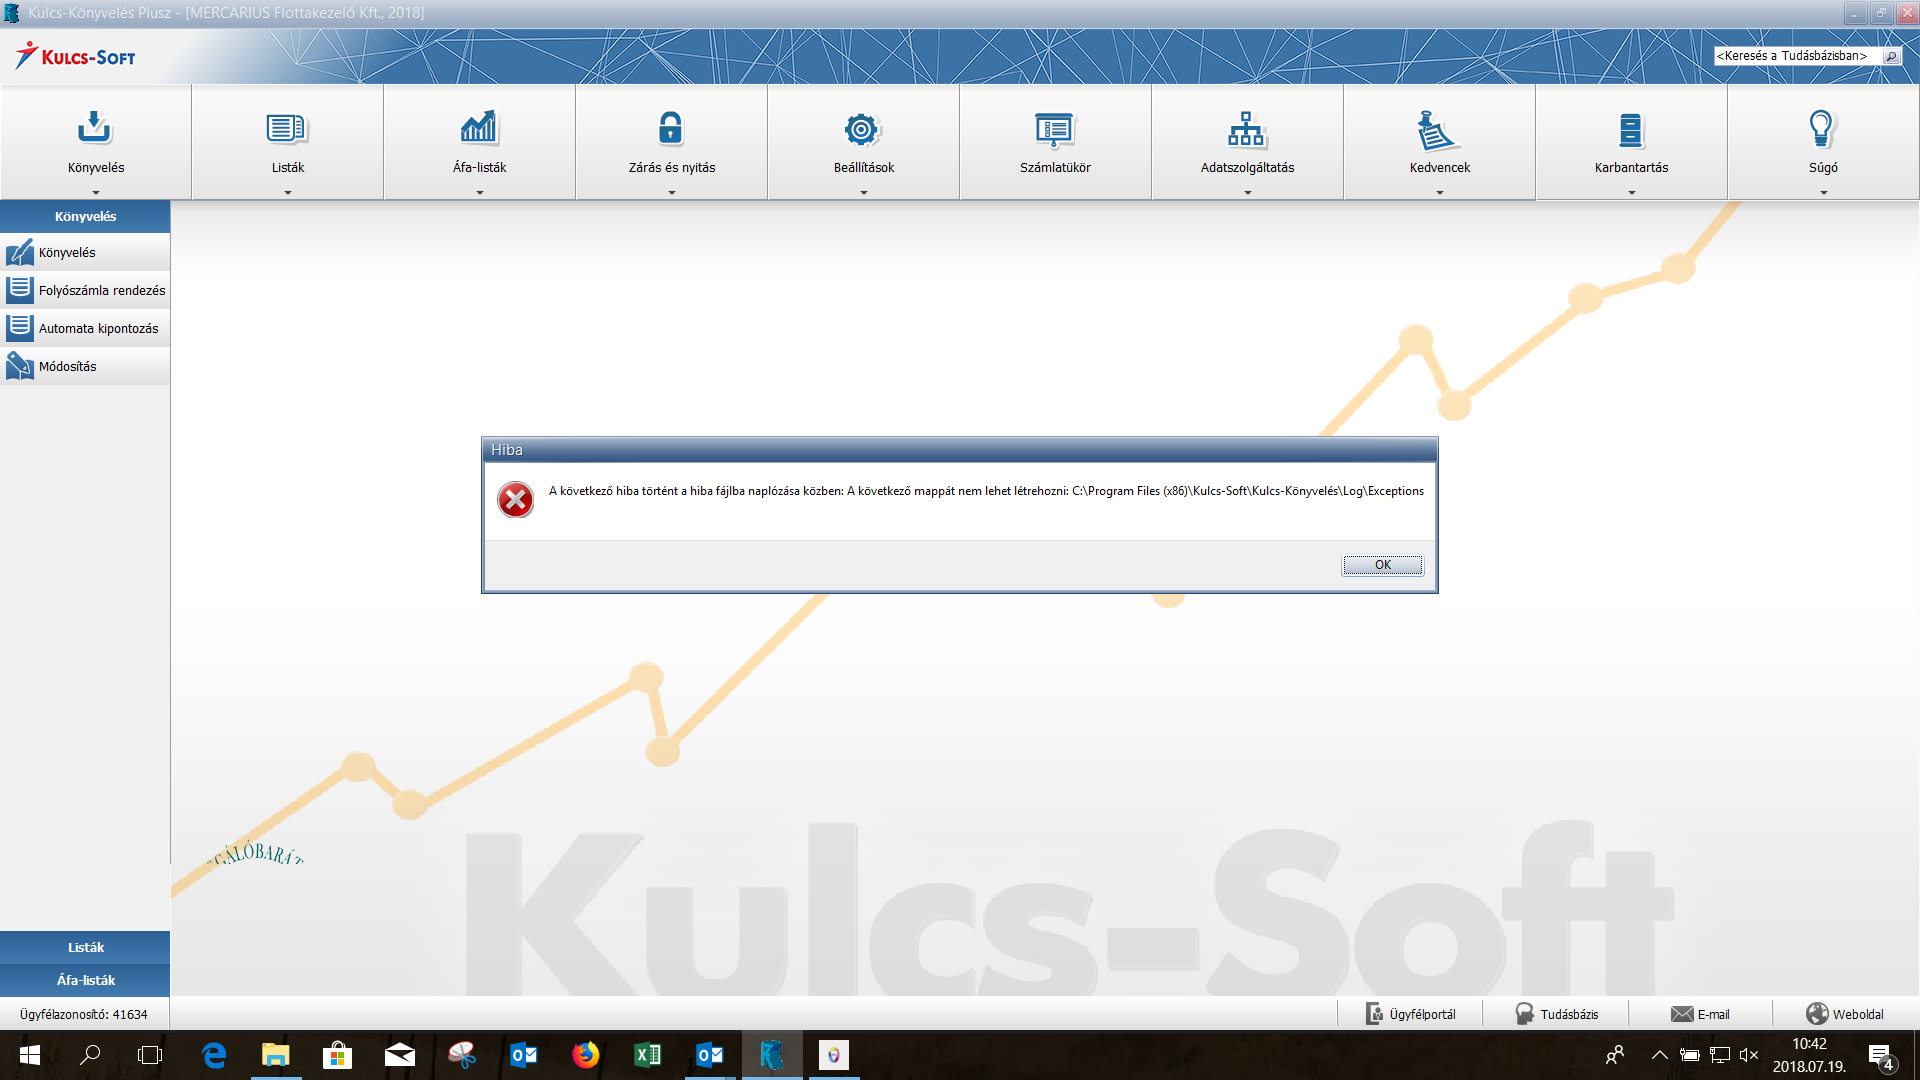 Kulcs-Könyvelés Plusz - [MERCARIUS Flottakezelő Kft., 2018]
KULCS-SOFT
<Keresés a Tudásbázisban>
Könyvelés
Listák
Áfa-listák
Zárás és nyitás
Beállítások
Számlatükör
Adatszolgáltatás
Kedvencek
Karbantartás
Súgó
Könyvelés
Könyvelés
Folyószámla rendezés
Automata kipontozás
Módosítás
Hiba
A következő hiba történt a hiba fájlba naplózása közben: A következő mappát nem lehet létrehozni: C:\Program Files (x86)\Kulcs-Soft\Kulcs-Könyvelés\Log\Exceptions
OK
Kulcs-Soft
Listák
Áfa-listák
Ügyfélazonosító: 41634
Ügyfélportál
Tudásbázis
E-mail
Weboldal
10:42
2018.07.19.
4